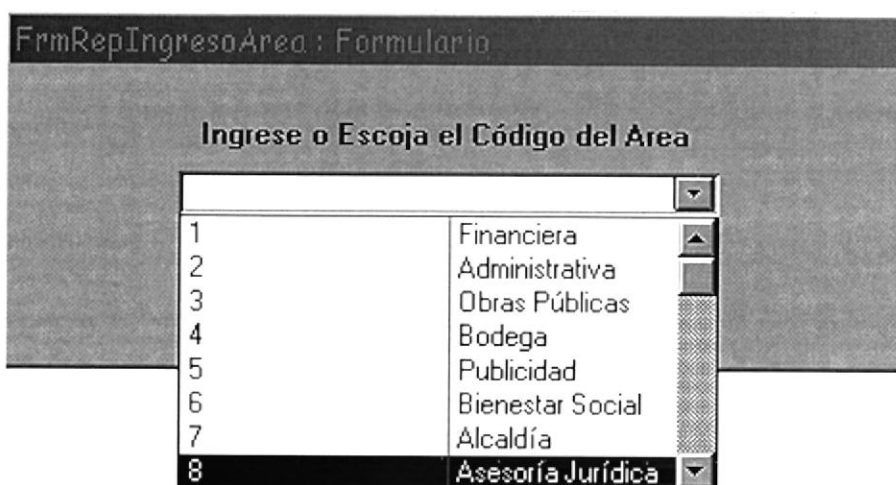 FrmRepIngresoArea : Formulario
Ingrese o Escoja el Código del Area
1 Financiera
2 Administrativa
3 Obras Públicas
4 Bodega
5 Publicidad
6 Bienestar Social
7 Alcaldía
8 Asesoría Jurídica